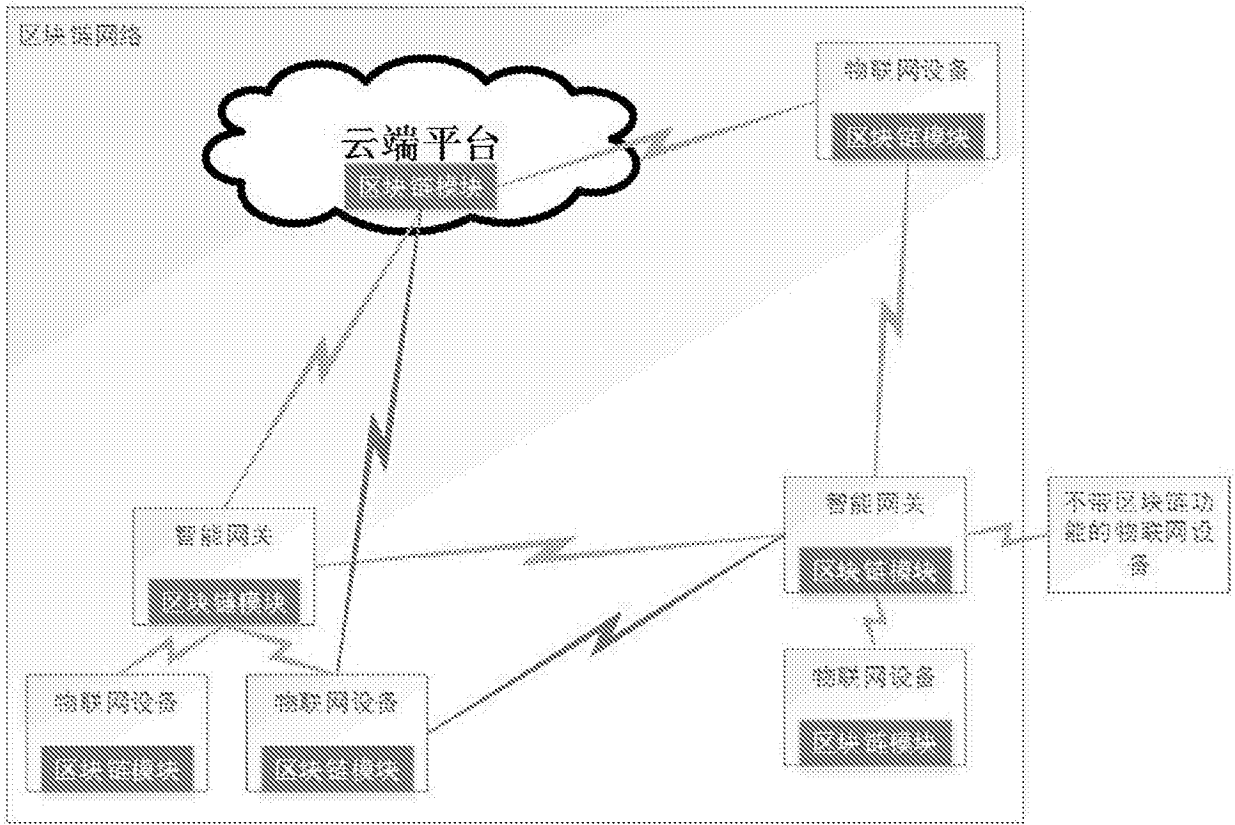 区块链网络
物联网设备
区块链模块
云端平台
区块链模块
智能网关
区块链模块
智能网关
区块链模块
不带区块链功
能的物联网设
备
物联网设备
区块链模块
物联网设备
区块链模块
物联网设备
区块链模块